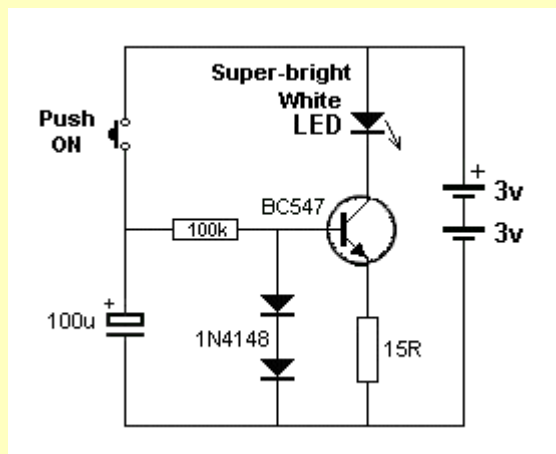 Super-bright
White
LED
Push
ON
+
3v
3v
BC547
100k
+
100u
1N4148
15R